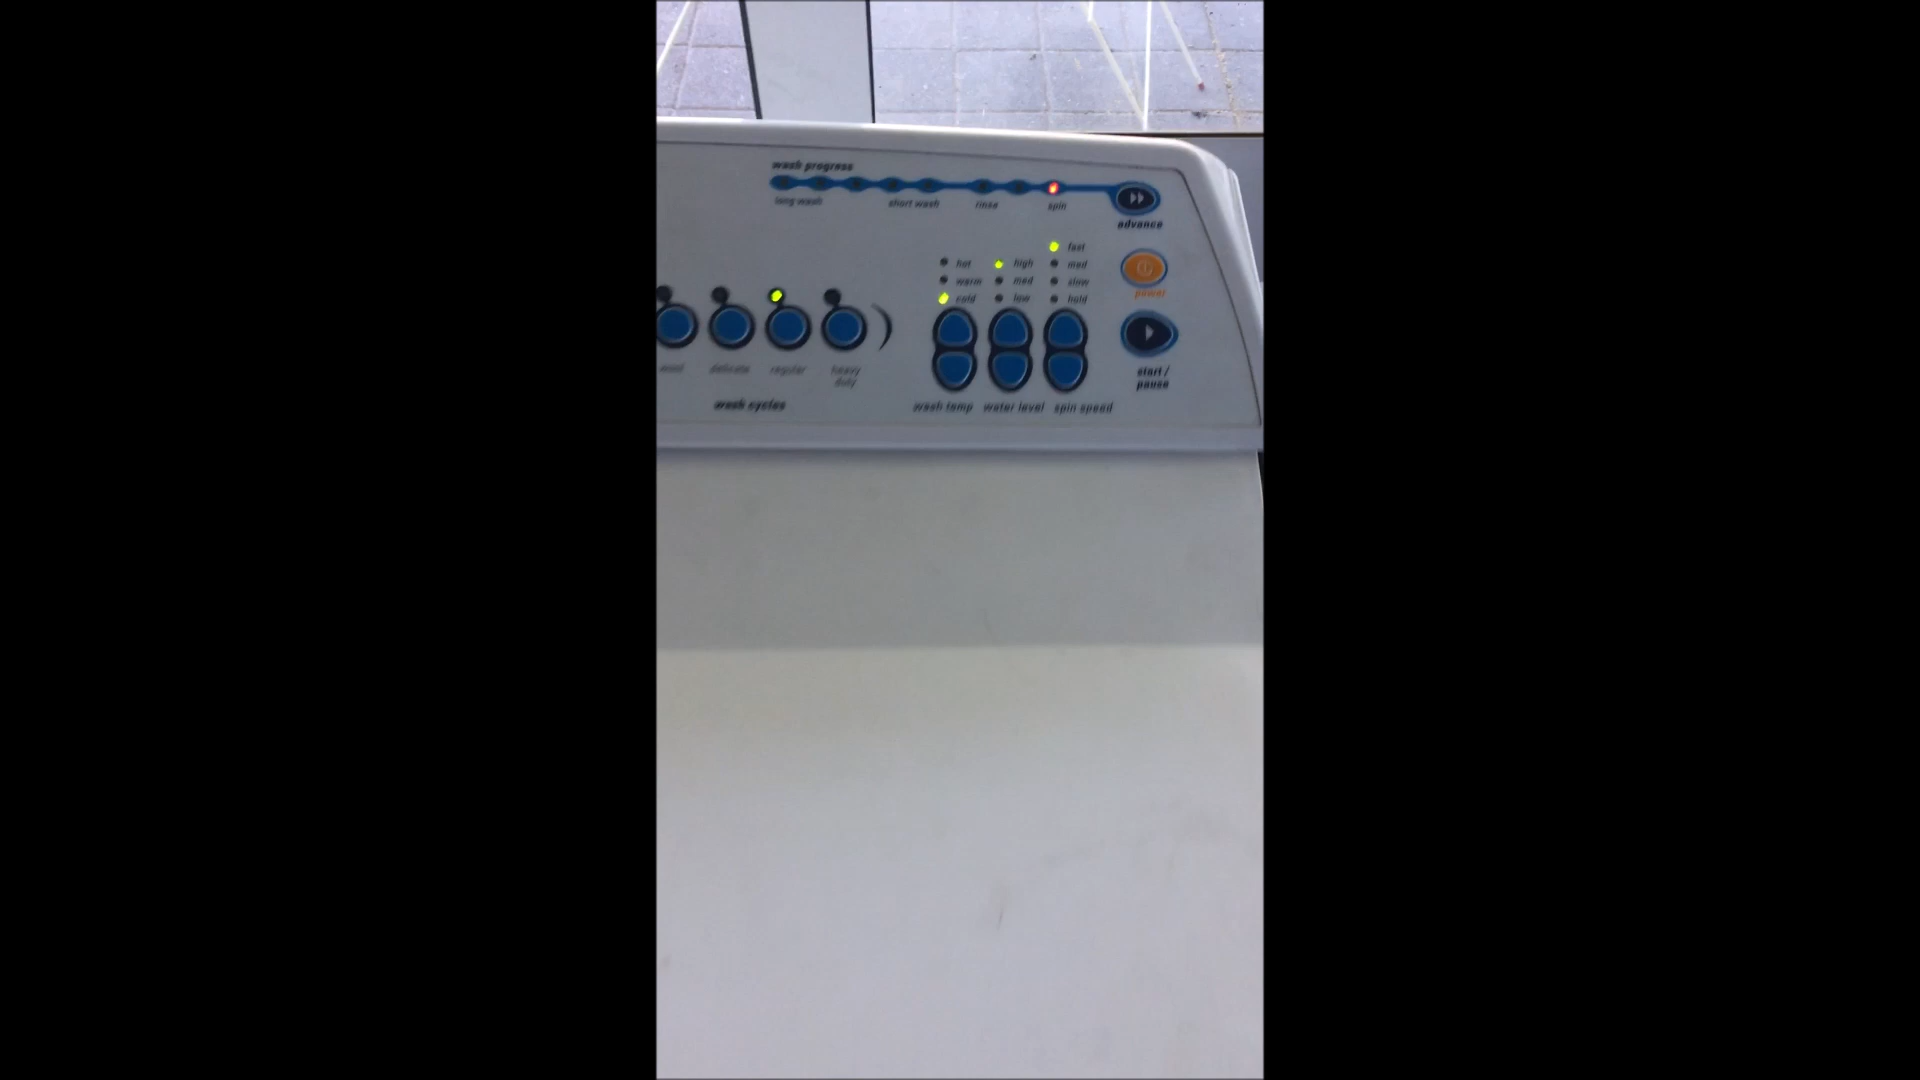 wash progress
long wash
short wash
rinse
spin
advance
fast
hot
high
med
warm
med
slow
cold
low
hold
power
wool
delicate
regular
heavy duty
start / pause
wash cycles
wash temp
water level
spin speed